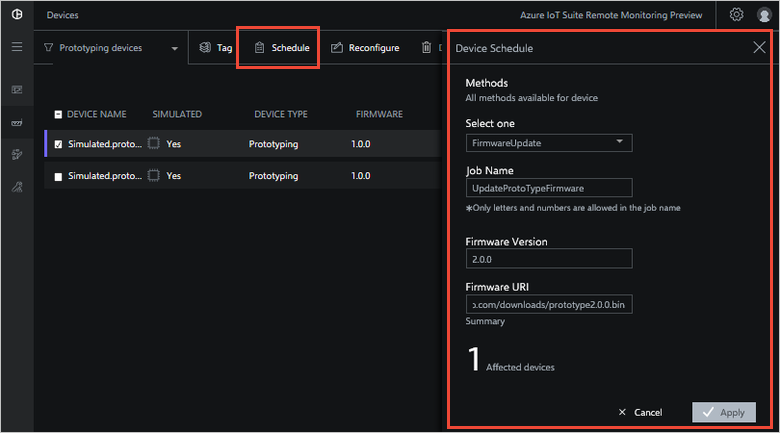 Devices
Azure IoT Suite Remote Monitoring Preview
Prototyping devices
Tag
Schedule
Reconfigure
DEVICE NAME SIMULATED DEVICE TYPE FIRMWARE
Simulated.proto... Yes Prototyping 1.0.0
Simulated.proto... Yes Prototyping 1.0.0
Device Schedule
Methods
All methods available for device
Select one
FirmwareUpdate
Job Name
UpdateProtoTypeFirmware
*Only letters and numbers are allowed in the job name
Firmware Version
2.0.0
Firmware URI
.com/downloads/prototype2.0.0.bin
Summary
1 Affected devices
Cancel
Apply